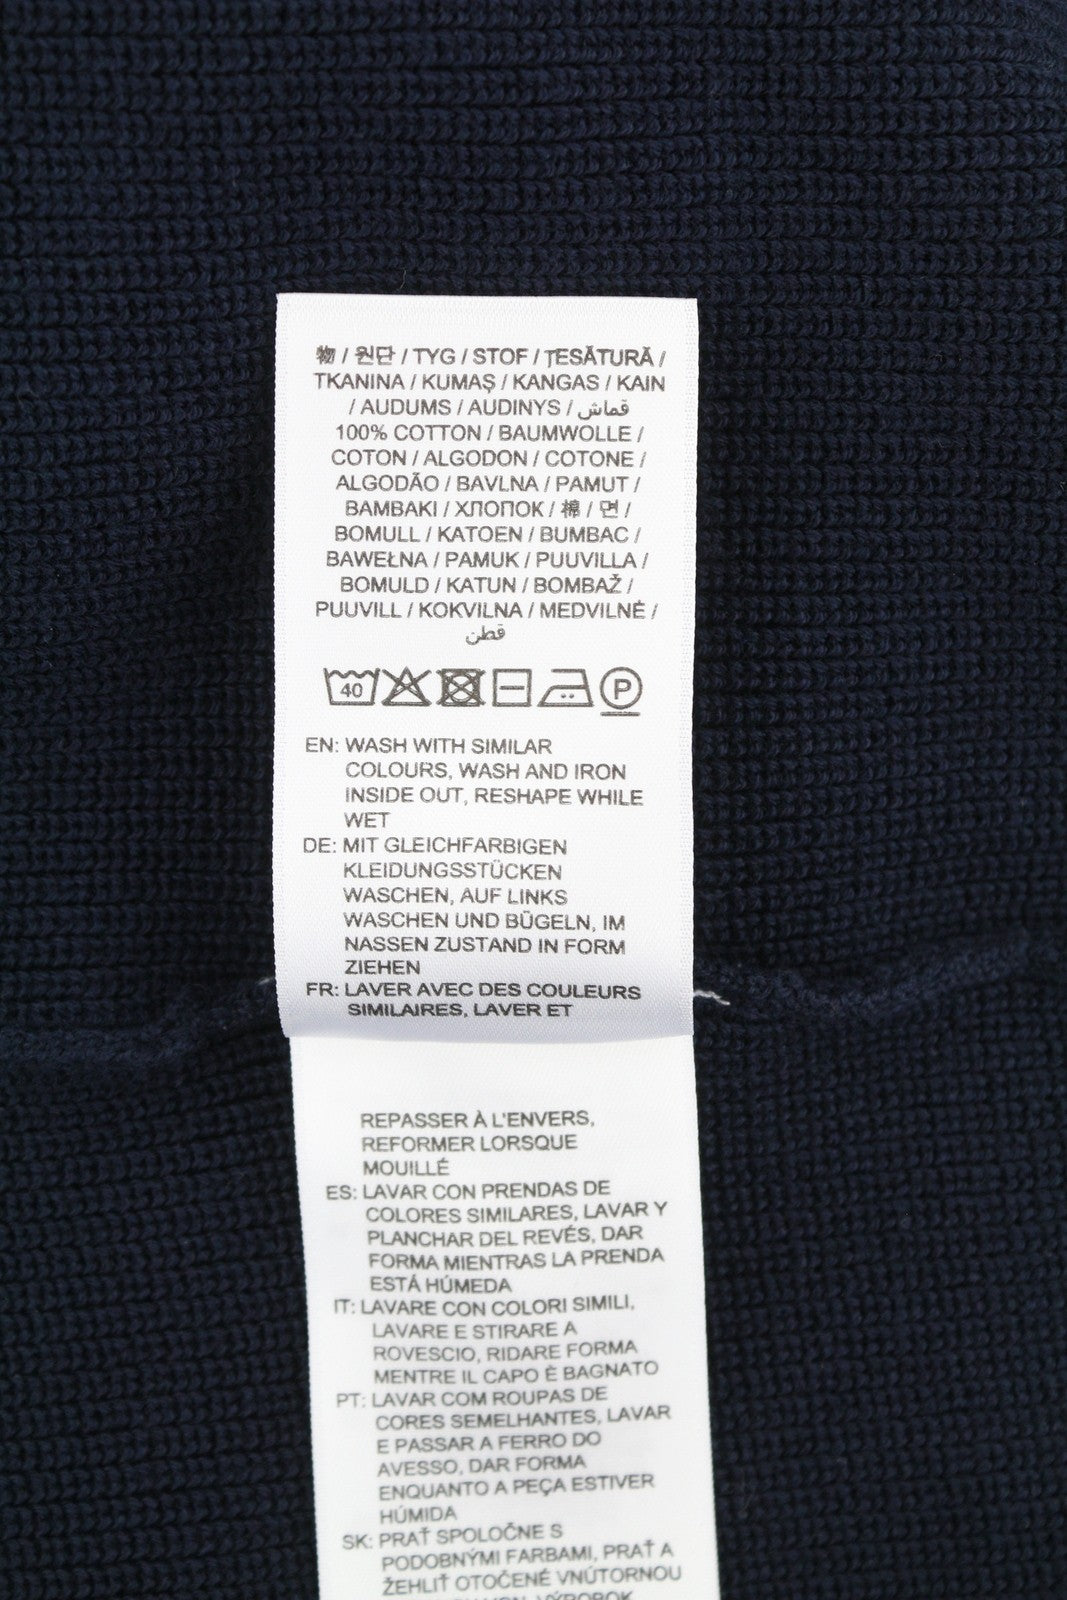 物 / 원단 / TYG / STOF / ȚESĂTURĂ /
TKANINA / KUMAŞ / KANGAS / KAIN
/ AUDUMS / AUDINYS / قماش
100% COTTON / BAUMWOLLE /
COTON / ALGODON / COTONE /
ALGODÃO / BAVLNA / PAMUT /
BAMBAKI / ХЛОПОК / 棉 / 면 /
BOMULL / KATOEN / BUMBAC /
BAWEŁNA / PAMUK / PUUVILLA /
BOMULD / KATUN / BOMBAŽ /
PUUVILL / KOKVILNA / MEDVILNĖ /
قطن
40 P
EN: WASH WITH SIMILAR
COLOURS, WASH AND IRON
INSIDE OUT, RESHAPE WHILE
WET
DE: MIT GLEICHFARBIGEN
KLEIDUNGSSTÜCKEN
WASCHEN, AUF LINKS
WASCHEN UND BÜGELN, IM
NASSEN ZUSTAND IN FORM
ZIEHEN
FR: LAVER AVEC DES COULEURS
SIMILAIRES, LAVER ET
REPASSER À L'ENVERS,
REFORMER LORSQUE
MOUILLÉ
ES: LAVAR CON PRENDAS DE
COLORES SIMILARES, LAVAR Y
PLANCHAR DEL REVÉS, DAR
FORMA MIENTRAS LA PRENDA
ESTÁ HÚMEDA
IT: LAVARE CON COLORI SIMILI,
LAVARE E STIRARE A
ROVESCIO, RIDARE FORMA
MENTRE IL CAPO È BAGNATO
PT: LAVAR COM ROUPAS DE
CORES SEMELHANTES, LAVAR
E PASSAR A FERRO DO
AVESSO, DAR FORMA
ENQUANTO A PEÇA ESTIVER
HÚMIDA
SK: PRAŤ SPOLOČNE S
PODOBNÝMI FARBAMI, PRAŤ A
ŽEHLIŤ OTOČENÉ VNÚTORNOU